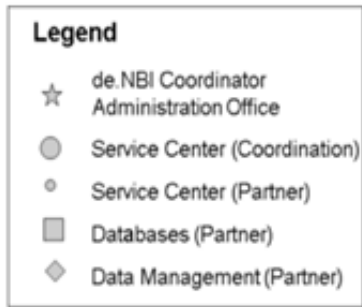 Legend
de.NBI Coordinator
Administration Office
Service Center (Coordination)
Service Center (Partner)
Databases (Partner)
Data Management (Partner)